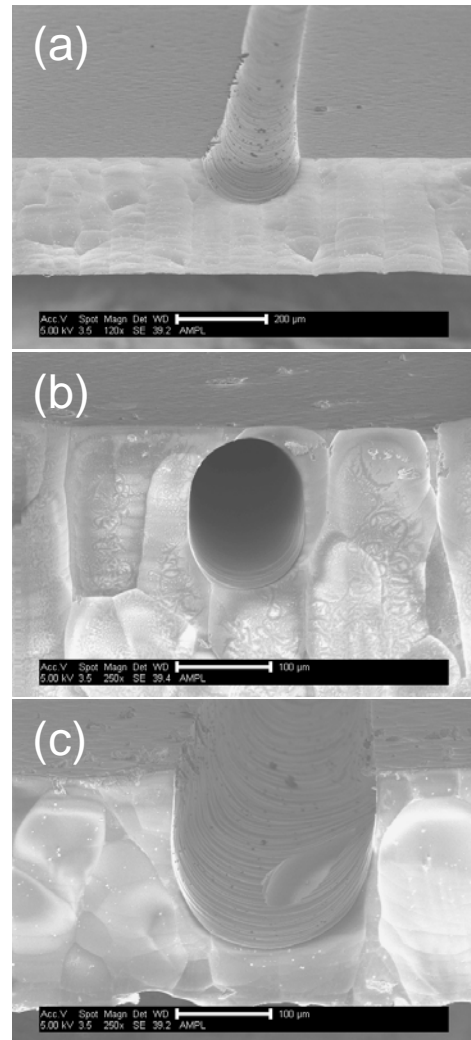 (a)
Acc.V Spot Magn Det WD 200 µm
5.00 kV 3.5 120x SE 39.2 AMPL
(b)
Acc.V Spot Magn Det WD 100 µm
5.00 kV 3.5 250x SE 39.4 AMPL
(c)
Acc.V Spot Magn Det WD 100 µm
5.00 kV 3.5 250x SE 39.2 AMPL